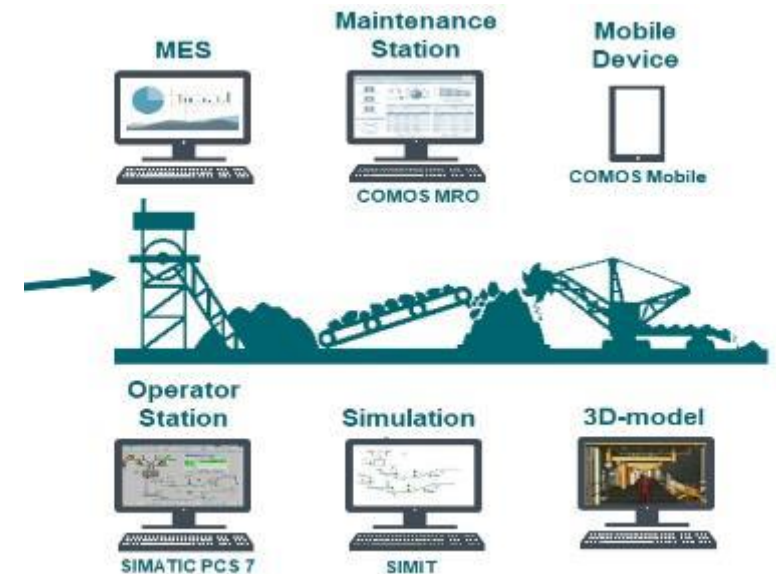 MES
Maintenance
Station
Mobile
Device
COMOS MRO
COMOS Mobile
Operator
Station
Simulation
3D-model
SIMATIC PCS 7
SIMIT